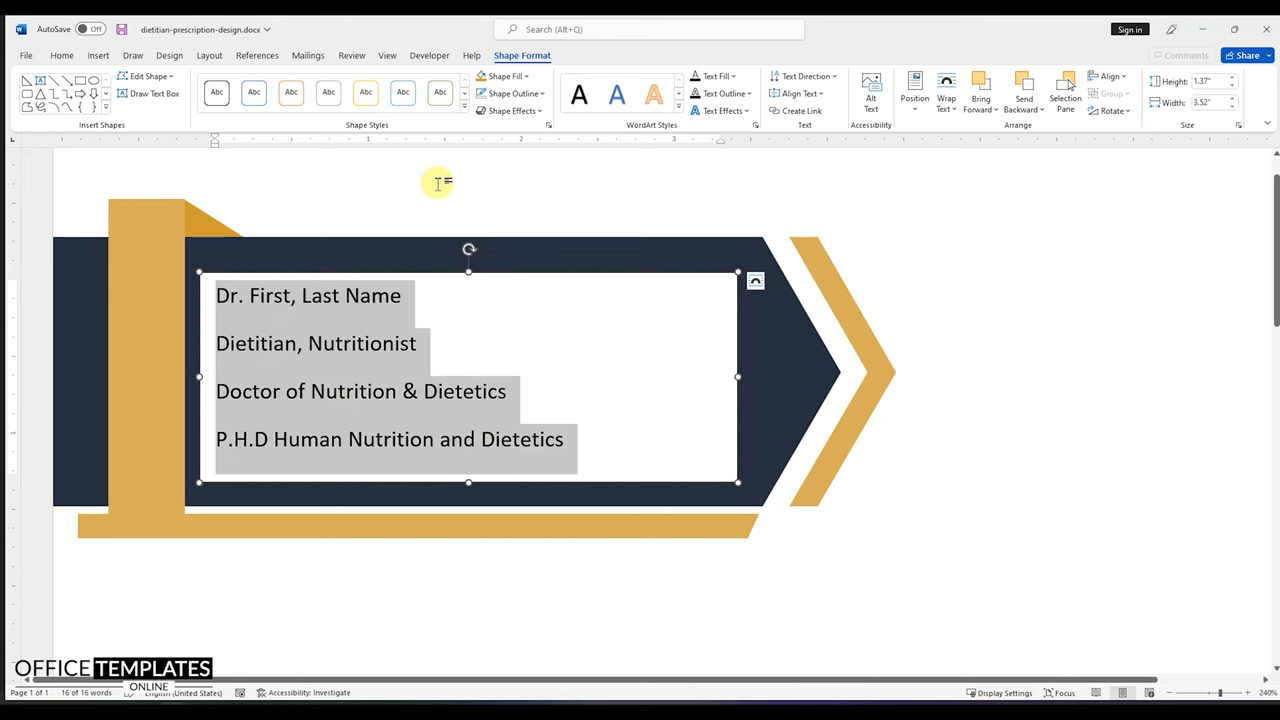 AutoSave Off dietitian-prescription-design.docx Search (Alt+Q) Sign in
File Home Insert Draw Design Layout References Mailings Review View Developer Help Shape Format Comments Share
Edit Shape Abc Abc Abc Abc Abc Abc Abc Shape Fill A A A Text Fill Text Direction Align Height: 1.37"
Draw Text Box Shape Outline Text Outline Align Text Alt Text Position Wrap Text Bring Forward Send Backward Selection Pane Group Width: 3.52"
Shape Effects Text Effects Create Link Rotate
Insert Shapes Shape Styles WordArt Styles Text Accessibility Arrange Size
1 2 3
Dr. First, Last Name
Dietitian, Nutritionist
Doctor of Nutrition & Dietetics
P.H.D Human Nutrition and Dietetics
OFFICE TEMPLATES
ONLINE
Page 1 of 1 16 of 16 words English (United States) Accessibility: Investigate Display Settings Focus 240%